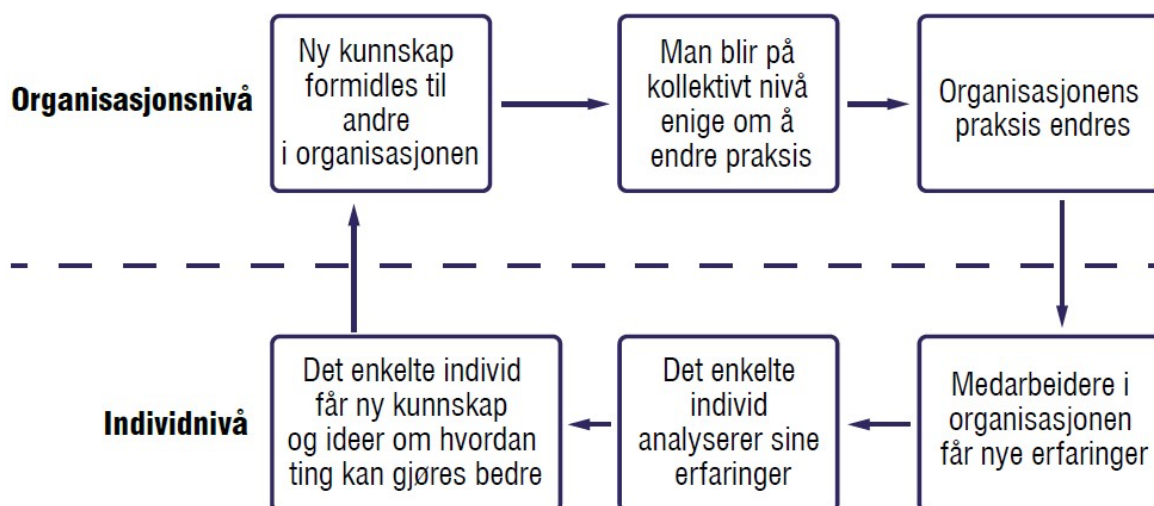 Organisasjonsnivå
Ny kunnskap
formidles til
andre
i organisasjonen
Man blir på
kollektivt nivå
enige om å
endre praksis
Organisasjonens
praksis endres
Individnivå
Det enkelte individ
får ny kunnskap
og ideer om hvordan
ting kan gjøres bedre
Det enkelte
individ
analyserer sine
erfaringer
Medarbeidere i
organisasjonen
får nye erfaringer